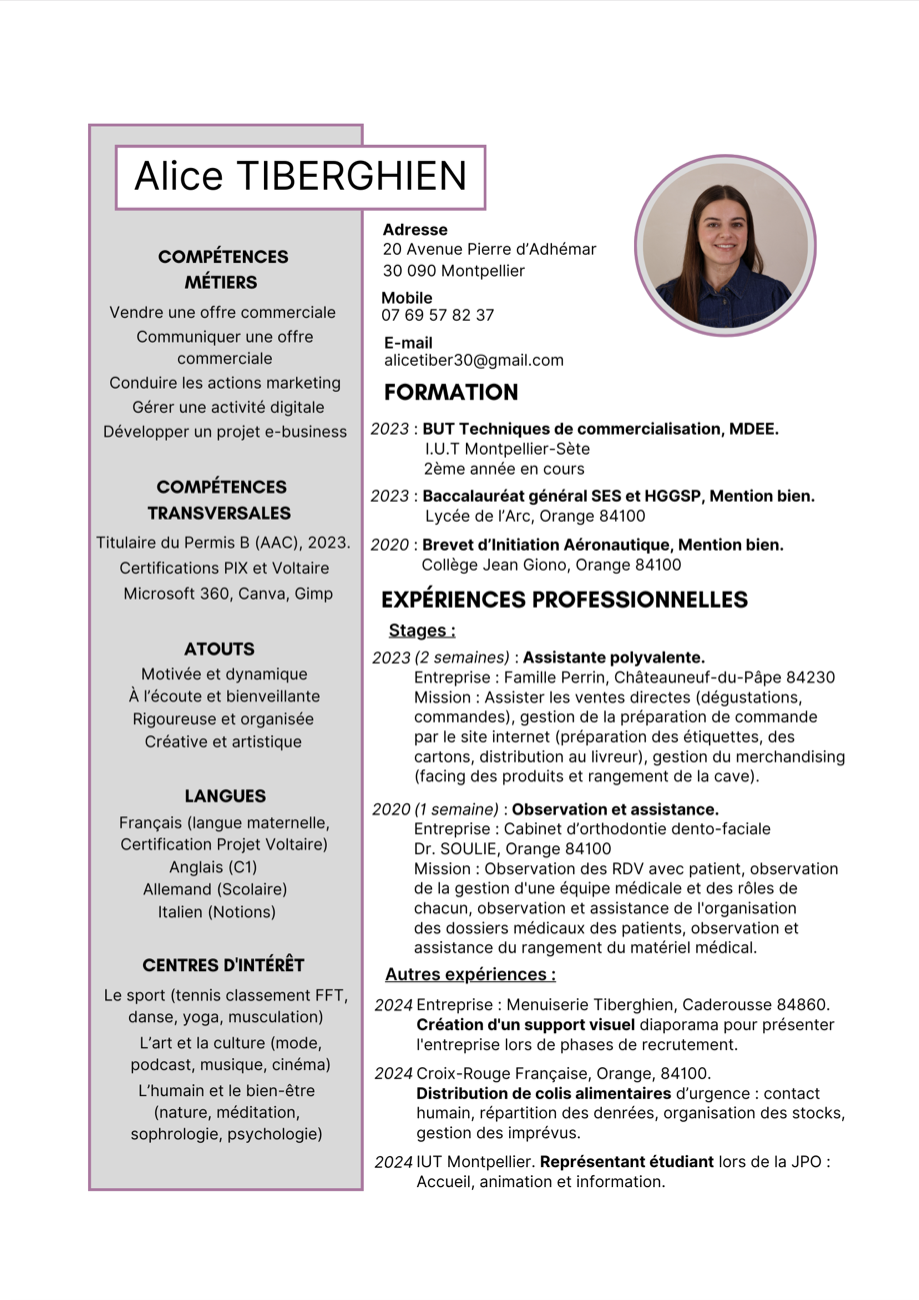 Alice TIBERGHIEN
COMPÉTENCES
MÉTIERS
Vendre une offre commerciale
Communiquer une offre
commerciale
Conduire les actions marketing
Gérer une activité digitale
Développer un projet e-business
COMPÉTENCES
TRANSVERSALES
Titulaire du Permis B (AAC), 2023.
Certifications PIX et Voltaire
Microsoft 360, Canva, Gimp
ATOUTS
Motivée et dynamique
À l’écoute et bienveillante
Rigoureuse et organisée
Créative et artistique
LANGUES
Français (langue maternelle,
Certification Projet Voltaire)
Anglais (C1)
Allemand (Scolaire)
Italien (Notions)
CENTRES D'INTÉRÊT
Le sport (tennis classement FFT,
danse, yoga, musculation)
L’art et la culture (mode,
podcast, musique, cinéma)
L’humain et le bien-être
(nature, méditation,
sophrologie, psychologie)
Adresse
20 Avenue Pierre d’Adhémar
30 090 Montpellier
Mobile
07 69 57 82 37
E-mail
alicetiber30@gmail.com
FORMATION
2023 : BUT Techniques de commercialisation, MDEE.
I.U.T Montpellier-Sète
2ème année en cours
2023 : Baccalauréat général SES et HGGSP, Mention bien.
Lycée de l’Arc, Orange 84100
2020 : Brevet d’Initiation Aéronautique, Mention bien.
Collège Jean Giono, Orange 84100
EXPÉRIENCES PROFESSIONNELLES
Stages :
2023 (2 semaines) : Assistante polyvalente.
Entreprise : Famille Perrin, Châteauneuf-du-Pâpe 84230
Mission : Assister les ventes directes (dégustations,
commandes), gestion de la préparation de commande
par le site internet (préparation des étiquettes, des
cartons, distribution au livreur), gestion du merchandising
(facing des produits et rangement de la cave).
2020 (1 semaine) : Observation et assistance.
Entreprise : Cabinet d’orthodontie dento-faciale
Dr. SOULIE, Orange 84100
Mission : Observation des RDV avec patient, observation
de la gestion d'une équipe médicale et des rôles de
chacun, observation et assistance de l'organisation
des dossiers médicaux des patients, observation et
assistance du rangement du matériel médical.
Autres expériences :
2024 Entreprise : Menuiserie Tiberghien, Caderousse 84860.
Création d'un support visuel diaporama pour présenter
l'entreprise lors de phases de recrutement.
2024 Croix-Rouge Française, Orange, 84100.
Distribution de colis alimentaires d’urgence : contact
humain, répartition des denrées, organisation des stocks,
gestion des imprévus.
2024 IUT Montpellier. Représentant étudiant lors de la JPO :
Accueil, animation et information.